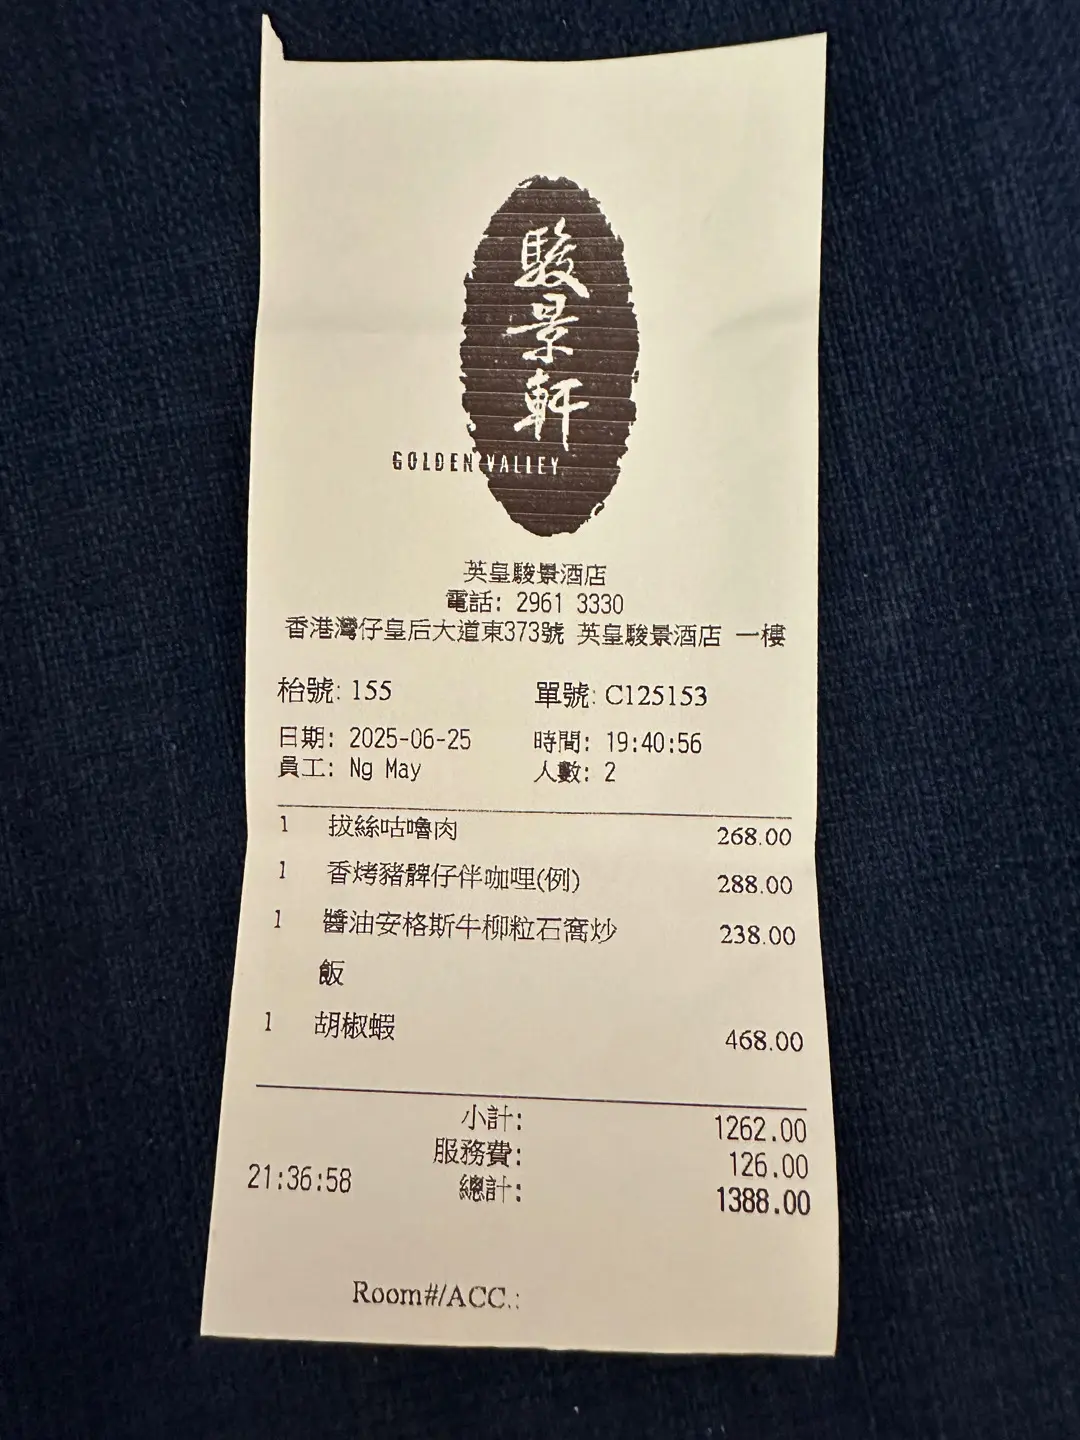 駿景軒
GOLDEN VALLEY
英皇駿景酒店
電話: 2961 3330
香港灣仔皇后大道東373號 英皇駿景酒店 一樓
枱號: 155 單號: C125153
日期: 2025-06-25 時間: 19:40:56
員工: Ng May 人數: 2
1 拔絲咕嚕肉 268.00
1 香烤豬髀仔伴咖哩(例) 288.00
1 醬油安格斯牛柳粒石窩炒 238.00
飯
1 胡椒蝦 468.00
小計: 1262.00
服務費: 126.00
21:36:58 總計: 1388.00
Room#/ACC.: